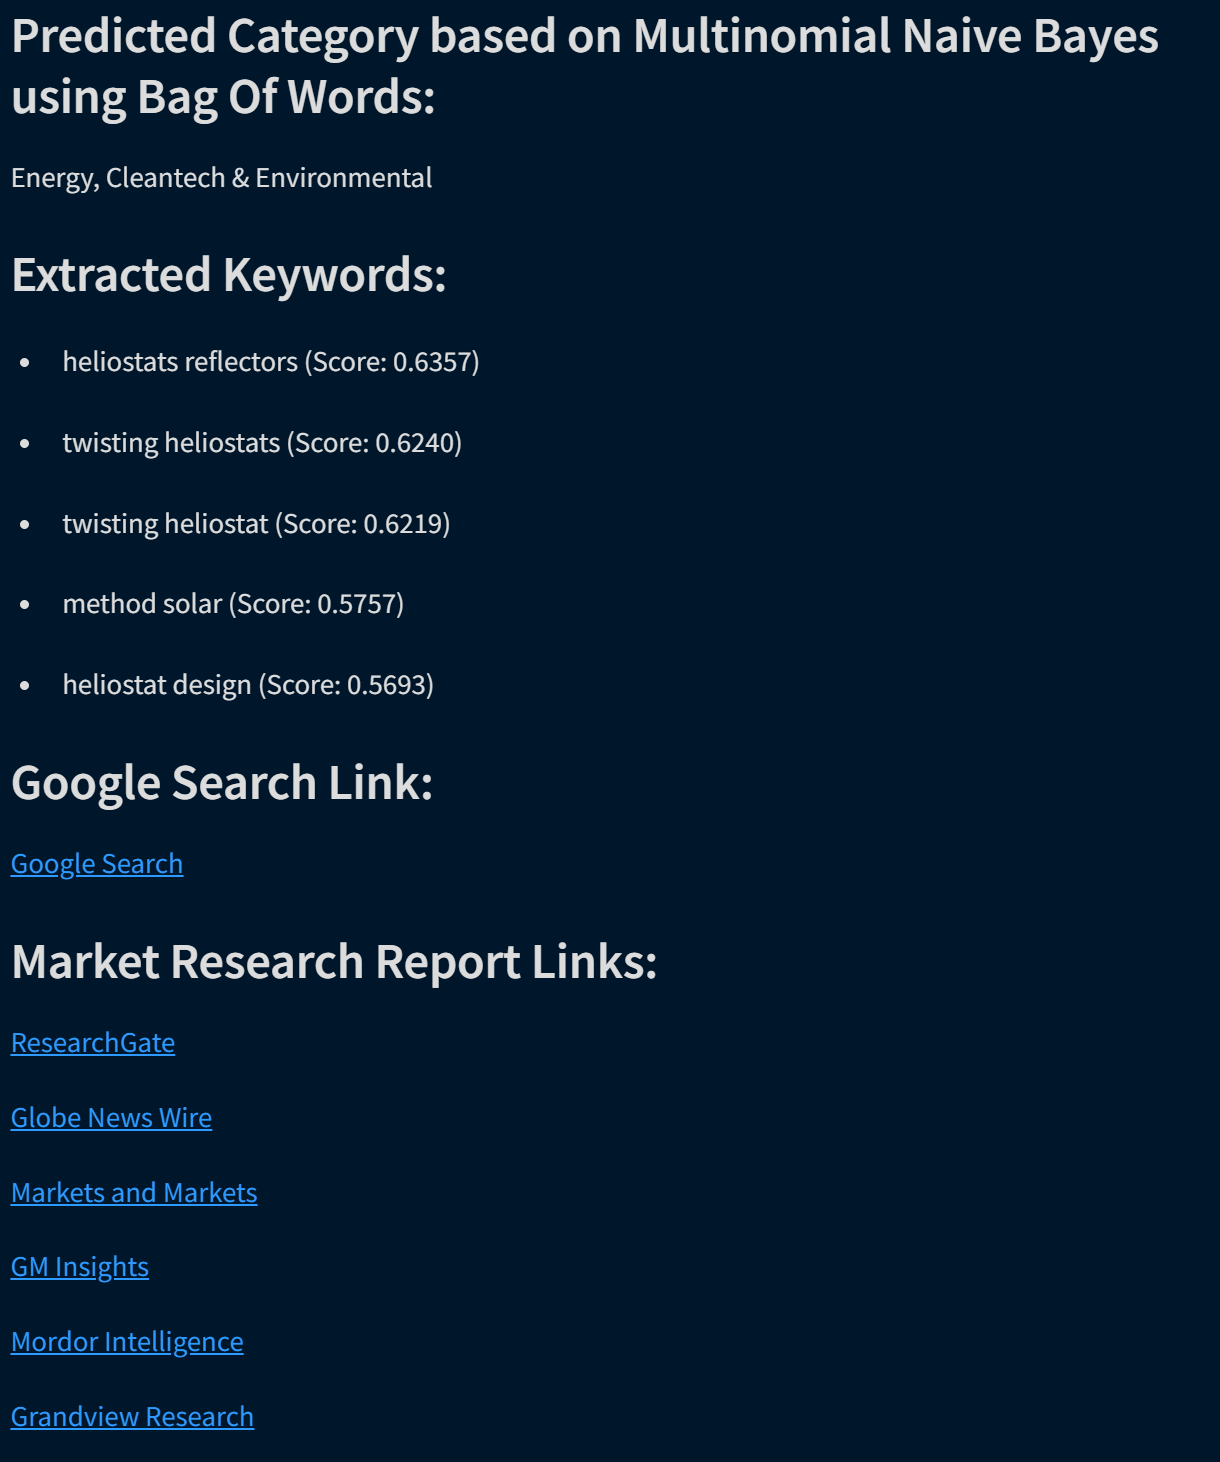 Predicted Category based on Multinomial Naive Bayes
using Bag Of Words:
Energy, Cleantech & Environmental
Extracted Keywords:
• heliostats reflectors (Score: 0.6357)
• twisting heliostats (Score: 0.6240)
• twisting heliostat (Score: 0.6219)
• method solar (Score: 0.5757)
• heliostat design (Score: 0.5693)
Google Search Link:
Google Search
Market Research Report Links:
ResearchGate
Globe News Wire
Markets and Markets
GM Insights
Mordor Intelligence
Grandview Research